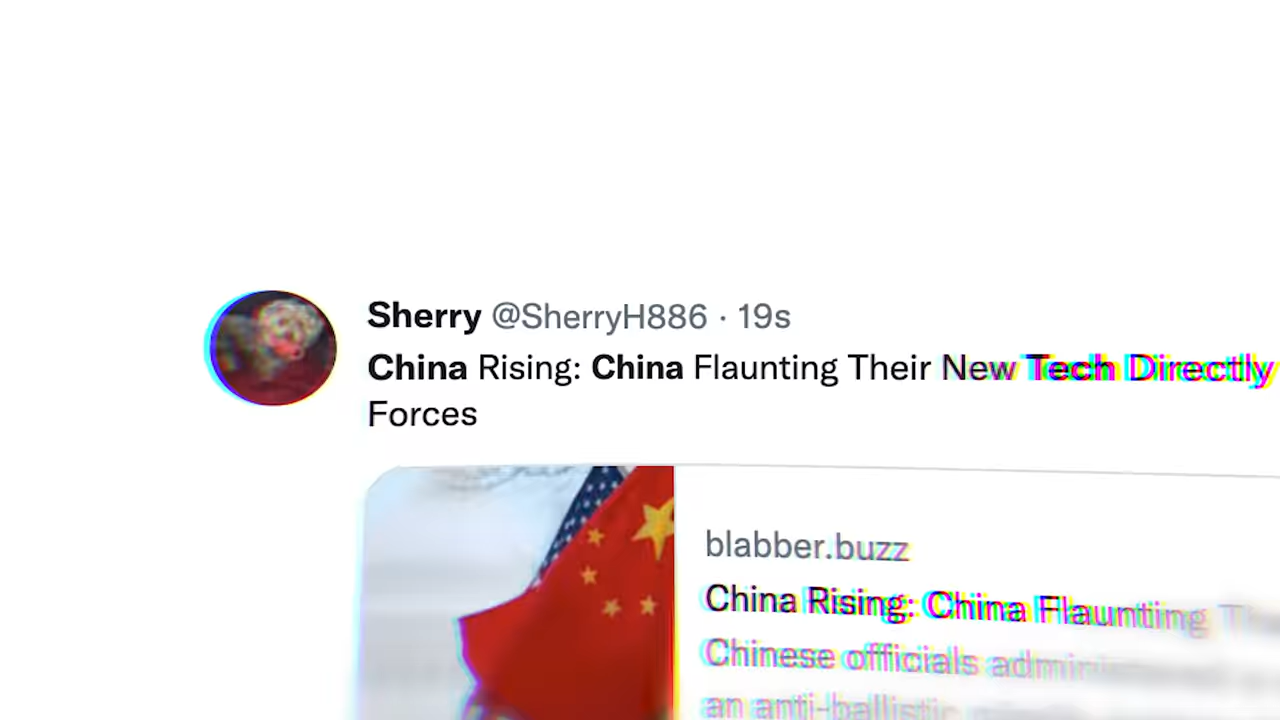 Sherry @SherryH886 · 19s
China Rising: China Flaunting Their New Tech Directly
Forces
blabber.buzz
China Rising: China Flaunting
Chinese officials administered
an anti-ballistic